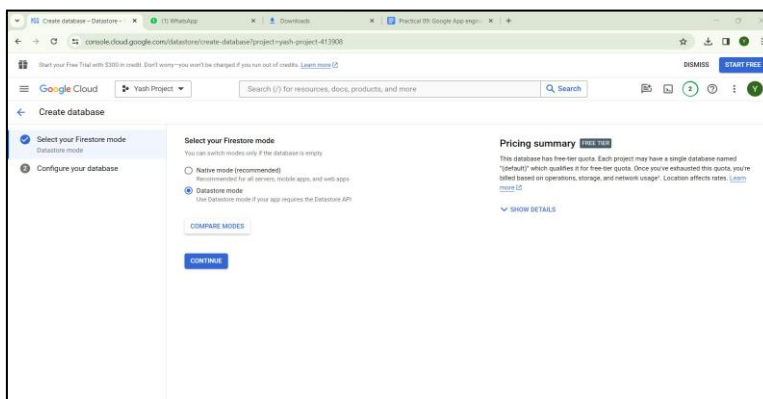 Create database – Datastore –
(1) WhatsApp
Downloads
Practical 09: Google App engin
console.cloud.google.com/datastore/create-database?project=yash-project-413908
Start your Free Trial with $300 in credit. Don't worry—you won't be charged if you run out of credits. Learn more
DISMISS
START FREE
Google Cloud
Yash Project
Search (/) for resources, docs, products, and more
Search
2
Y
Create database
Select your Firestore mode
Datastore mode
2 Configure your database
Select your Firestore mode
You can switch modes only if the database is empty.
Native mode (recommended)
Recommended for all servers, mobile apps, and web apps
Datastore mode
Use Datastore mode if your app requires the Datastore API
COMPARE MODES
CONTINUE
Pricing summary FREE TIER
This database has free-tier quota. Each project may have a single database named
"(default)" which qualifies it for free-tier quota. Once you've exhausted this quota, you're
billed based on operations, storage, and network usage¹. Location affects rates. Learn
more
SHOW DETAILS